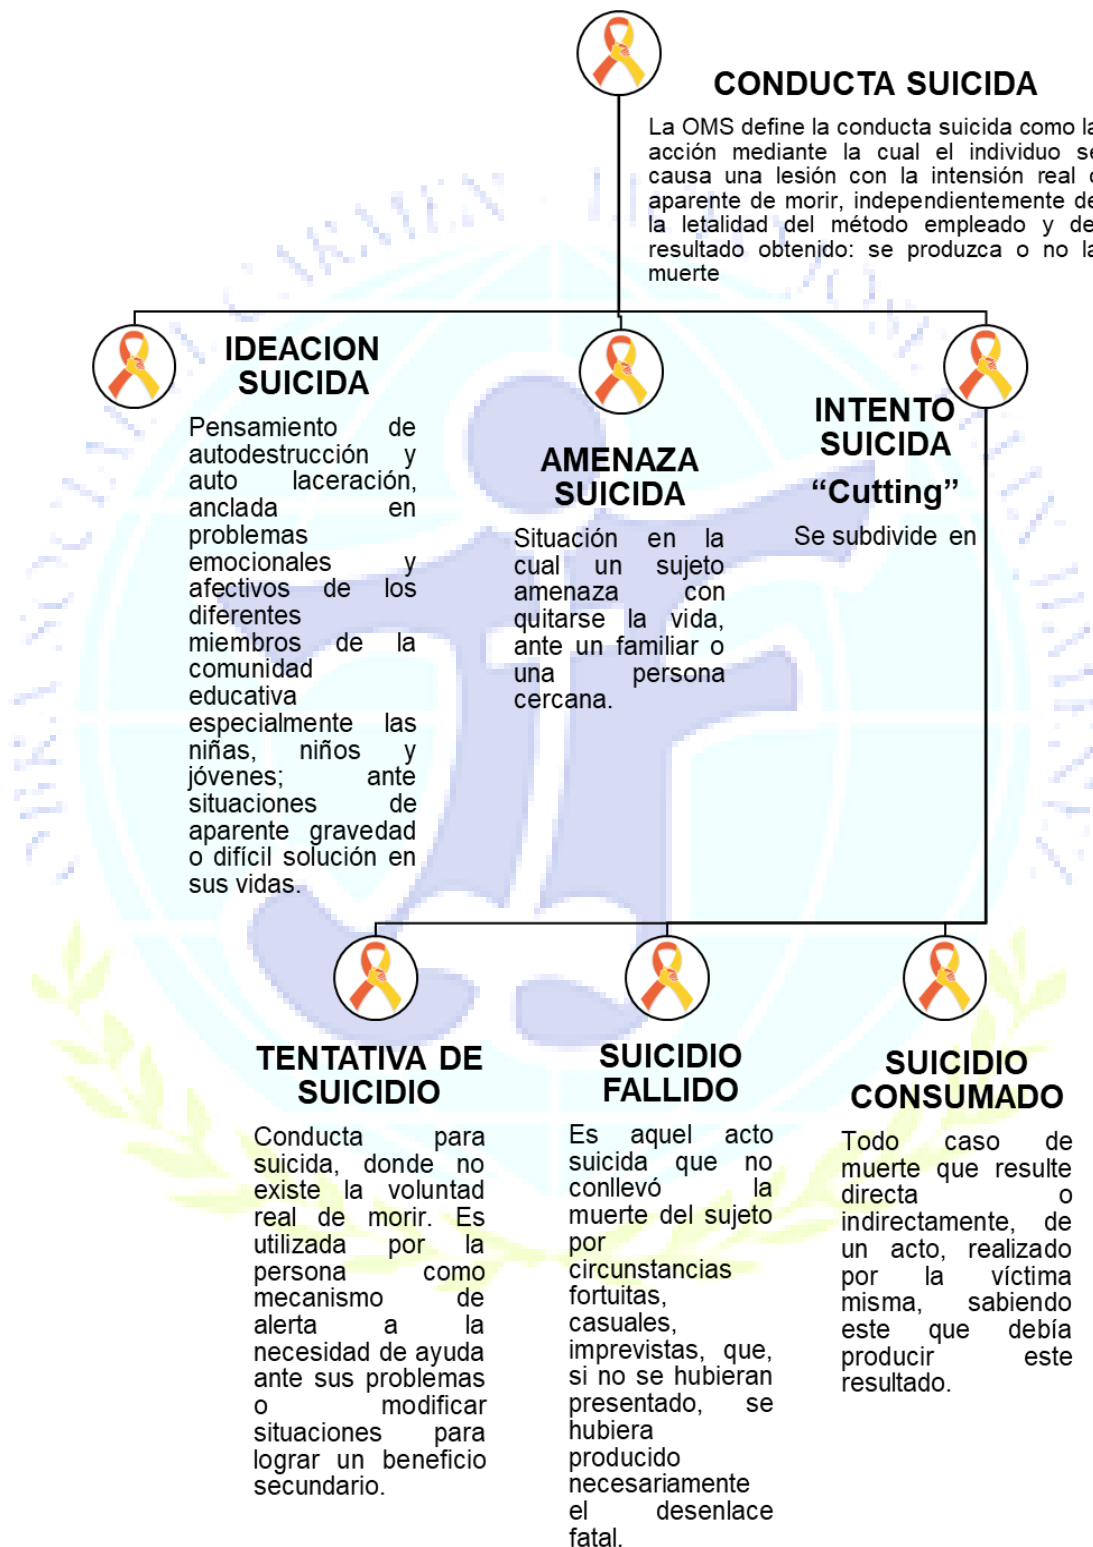 CONDUCTA SUICIDA
La OMS define la conducta suicida como la
acción mediante la cual el individuo se
causa una lesión con la intensión real o
aparente de morir, independientemente de
la letalidad del método empleado y del
resultado obtenido: se produzca o no la
muerte
IDEACION
SUICIDA
Pensamiento de
autodestrucción y
auto laceración,
anclada en
problemas
emocionales y
afectivos de los
diferentes
miembros de la
comunidad
educativa
especialmente las
niñas, niños y
jóvenes; ante
situaciones de
aparente gravedad
o difícil solución en
sus vidas.
AMENAZA
SUICIDA
Situación en la
cual un sujeto
amenaza con
quitarse la vida,
ante un familiar o
una persona
cercana.
INTENTO
SUICIDA
“Cutting”
Se subdivide en
TENTATIVA DE
SUICIDIO
Conducta para
suicida, donde no
existe la voluntad
real de morir. Es
utilizada por la
persona como
mecanismo de
alerta a la
necesidad de ayuda
ante sus problemas
o modificar
situaciones para
lograr un beneficio
secundario.
SUICIDIO
FALLIDO
Es aquel acto
suicida que no
conllevó la
muerte del sujeto
por
circunstancias
fortuitas,
casuales,
imprevistas, que,
si no se hubieran
presentado, se
hubiera
producido
necesariamente
el desenlace
fatal.
SUICIDIO
CONSUMADO
Todo caso de
muerte que resulte
directa o
indirectamente, de
un acto, realizado
por la víctima
misma, sabiendo
este que debía
producir este
resultado.